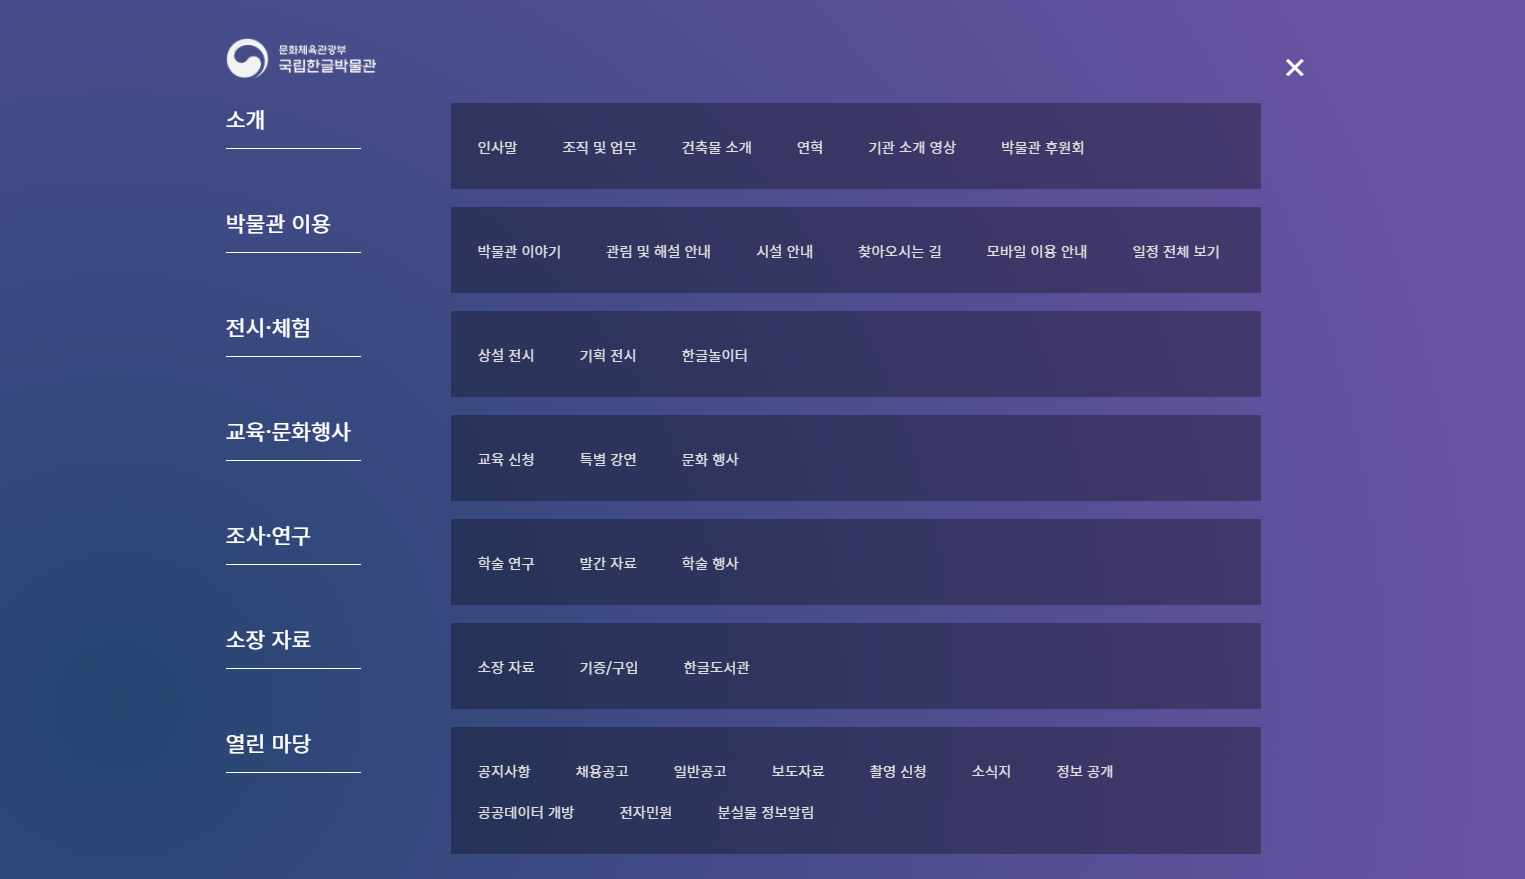 문화체육관광부
국립한글박물관
소개
인사말 조직 및 업무 건축물 소개 연혁 기관 소개 영상 박물관 후원회
박물관 이용
박물관 이야기 관림 및 해설 안내 시설 안내 찾아오시는 길 모바일 이용 안내 일정 전체 보기
전시·체험
상설 전시 기획 전시 한글놀이터
교육·문화행사
교육 신청 특별 강연 문화 행사
조사·연구
학술 연구 발간 자료 학술 행사
소장 자료
소장 자료 기증/구입 한글도서관
열린 마당
공지사항 채용공고 일반공고 보도자료 촬영 신청 소식지 정보 공개
공공데이터 개방 전자민원 분실물 정보알림